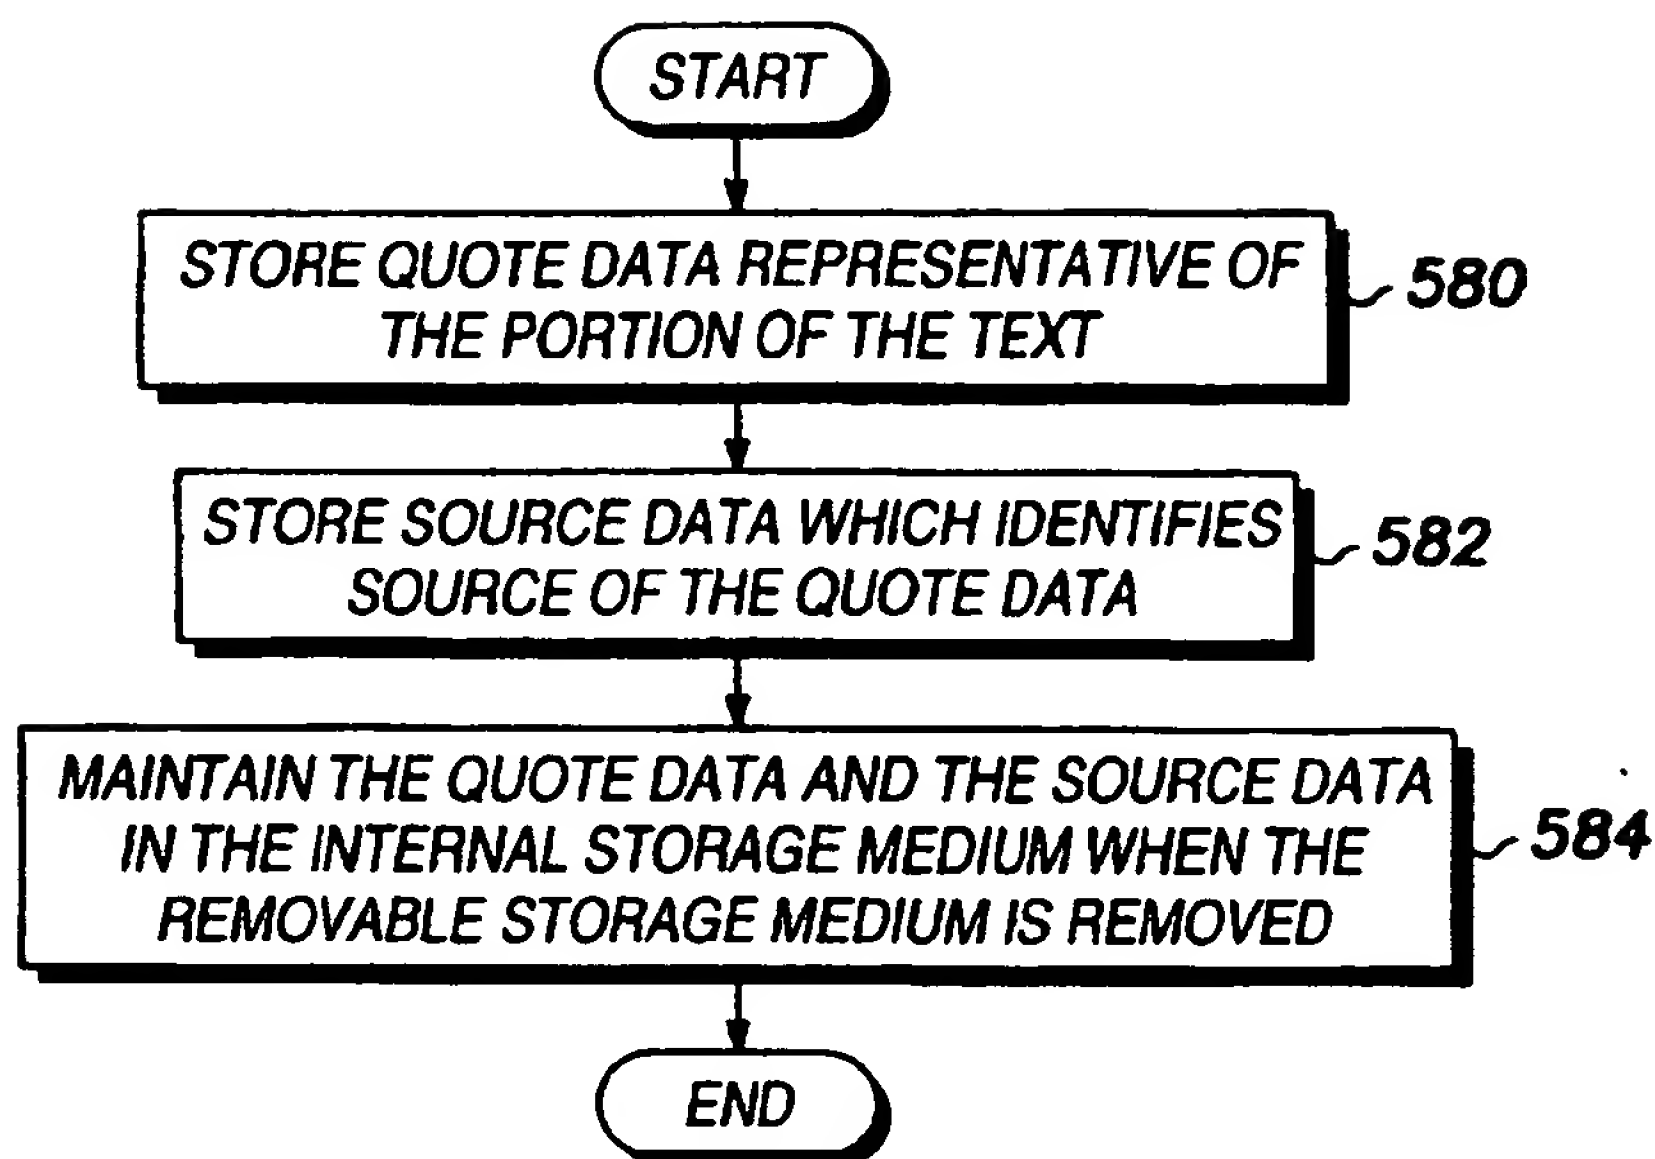 START
STORE QUOTE DATA REPRESENTATIVE OF
THE PORTION OF THE TEXT
580
STORE SOURCE DATA WHICH IDENTIFIES
SOURCE OF THE QUOTE DATA
582
MAINTAIN THE QUOTE DATA AND THE SOURCE DATA
IN THE INTERNAL STORAGE MEDIUM WHEN THE
REMOVABLE STORAGE MEDIUM IS REMOVED
584
END